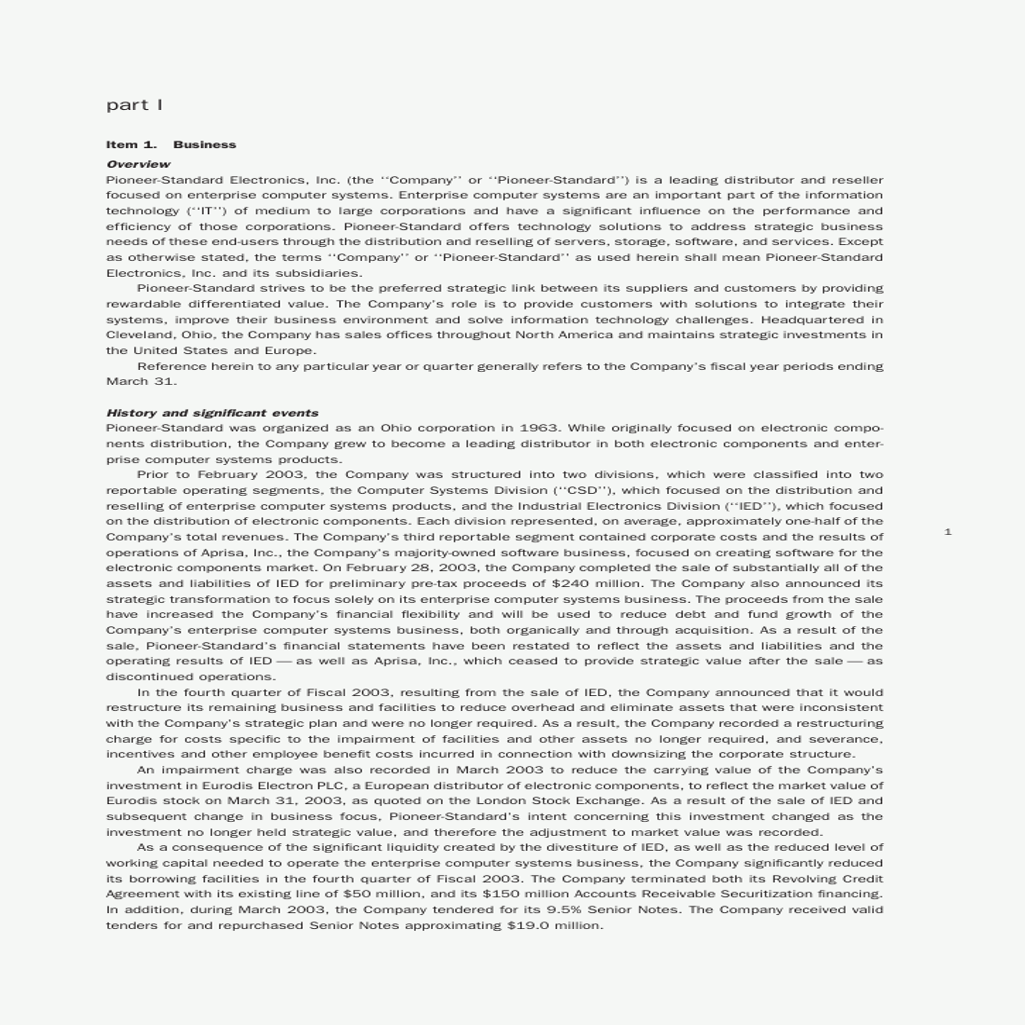 part I
Item 1. Business
Overview
Pioneer-Standard Electronics, Inc. (the ‘‘Company’’ or ‘‘Pioneer-Standard’’) is a leading distributor and reseller
focused on enterprise computer systems. Enterprise computer systems are an important part of the information
technology (‘‘IT’’) of medium to large corporations and have a significant influence on the performance and
efficiency of those corporations. Pioneer-Standard offers technology solutions to address strategic business
needs of these end-users through the distribution and reselling of servers, storage, software, and services. Except
as otherwise stated, the terms ‘‘Company’’ or ‘‘Pioneer-Standard’’ as used herein shall mean Pioneer-Standard
Electronics, Inc. and its subsidiaries.
Pioneer-Standard strives to be the preferred strategic link between its suppliers and customers by providing
rewardable differentiated value. The Company’s role is to provide customers with solutions to integrate their
systems, improve their business environment and solve information technology challenges. Headquartered in
Cleveland, Ohio, the Company has sales offices throughout North America and maintains strategic investments in
the United States and Europe.
Reference herein to any particular year or quarter generally refers to the Company’s fiscal year periods ending
March 31.
History and significant events
Pioneer-Standard was organized as an Ohio corporation in 1963. While originally focused on electronic compo-
nents distribution, the Company grew to become a leading distributor in both electronic components and enter-
prise computer systems products.
Prior to February 2003, the Company was structured into two divisions, which were classified into two
reportable operating segments, the Computer Systems Division (‘‘CSD’’), which focused on the distribution and
reselling of enterprise computer systems products, and the Industrial Electronics Division (‘‘IED’’), which focused
on the distribution of electronic components. Each division represented, on average, approximately one-half of the
Company’s total revenues. The Company’s third reportable segment contained corporate costs and the results of
operations of Aprisa, Inc., the Company’s majority-owned software business, focused on creating software for the
electronic components market. On February 28, 2003, the Company completed the sale of substantially all of the
assets and liabilities of IED for preliminary pre-tax proceeds of $240 million. The Company also announced its
strategic transformation to focus solely on its enterprise computer systems business. The proceeds from the sale
have increased the Company’s financial flexibility and will be used to reduce debt and fund growth of the
Company’s enterprise computer systems business, both organically and through acquisition. As a result of the
sale, Pioneer-Standard’s financial statements have been restated to reflect the assets and liabilities and the
operating results of IED — as well as Aprisa, Inc., which ceased to provide strategic value after the sale — as
discontinued operations.
In the fourth quarter of Fiscal 2003, resulting from the sale of IED, the Company announced that it would
restructure its remaining business and facilities to reduce overhead and eliminate assets that were inconsistent
with the Company’s strategic plan and were no longer required. As a result, the Company recorded a restructuring
charge for costs specific to the impairment of facilities and other assets no longer required, and severance,
incentives and other employee benefit costs incurred in connection with downsizing the corporate structure.
An impairment charge was also recorded in March 2003 to reduce the carrying value of the Company’s
investment in Eurodis Electron PLC, a European distributor of electronic components, to reflect the market value of
Eurodis stock on March 31, 2003, as quoted on the London Stock Exchange. As a result of the sale of IED and
subsequent change in business focus, Pioneer-Standard’s intent concerning this investment changed as the
investment no longer held strategic value, and therefore the adjustment to market value was recorded.
As a consequence of the significant liquidity created by the divestiture of IED, as well as the reduced level of
working capital needed to operate the enterprise computer systems business, the Company significantly reduced
its borrowing facilities in the fourth quarter of Fiscal 2003. The Company terminated both its Revolving Credit
Agreement with its existing line of $50 million, and its $150 million Accounts Receivable Securitization financing.
In addition, during March 2003, the Company tendered for its 9.5% Senior Notes. The Company received valid
tenders for and repurchased Senior Notes approximating $19.0 million.
1